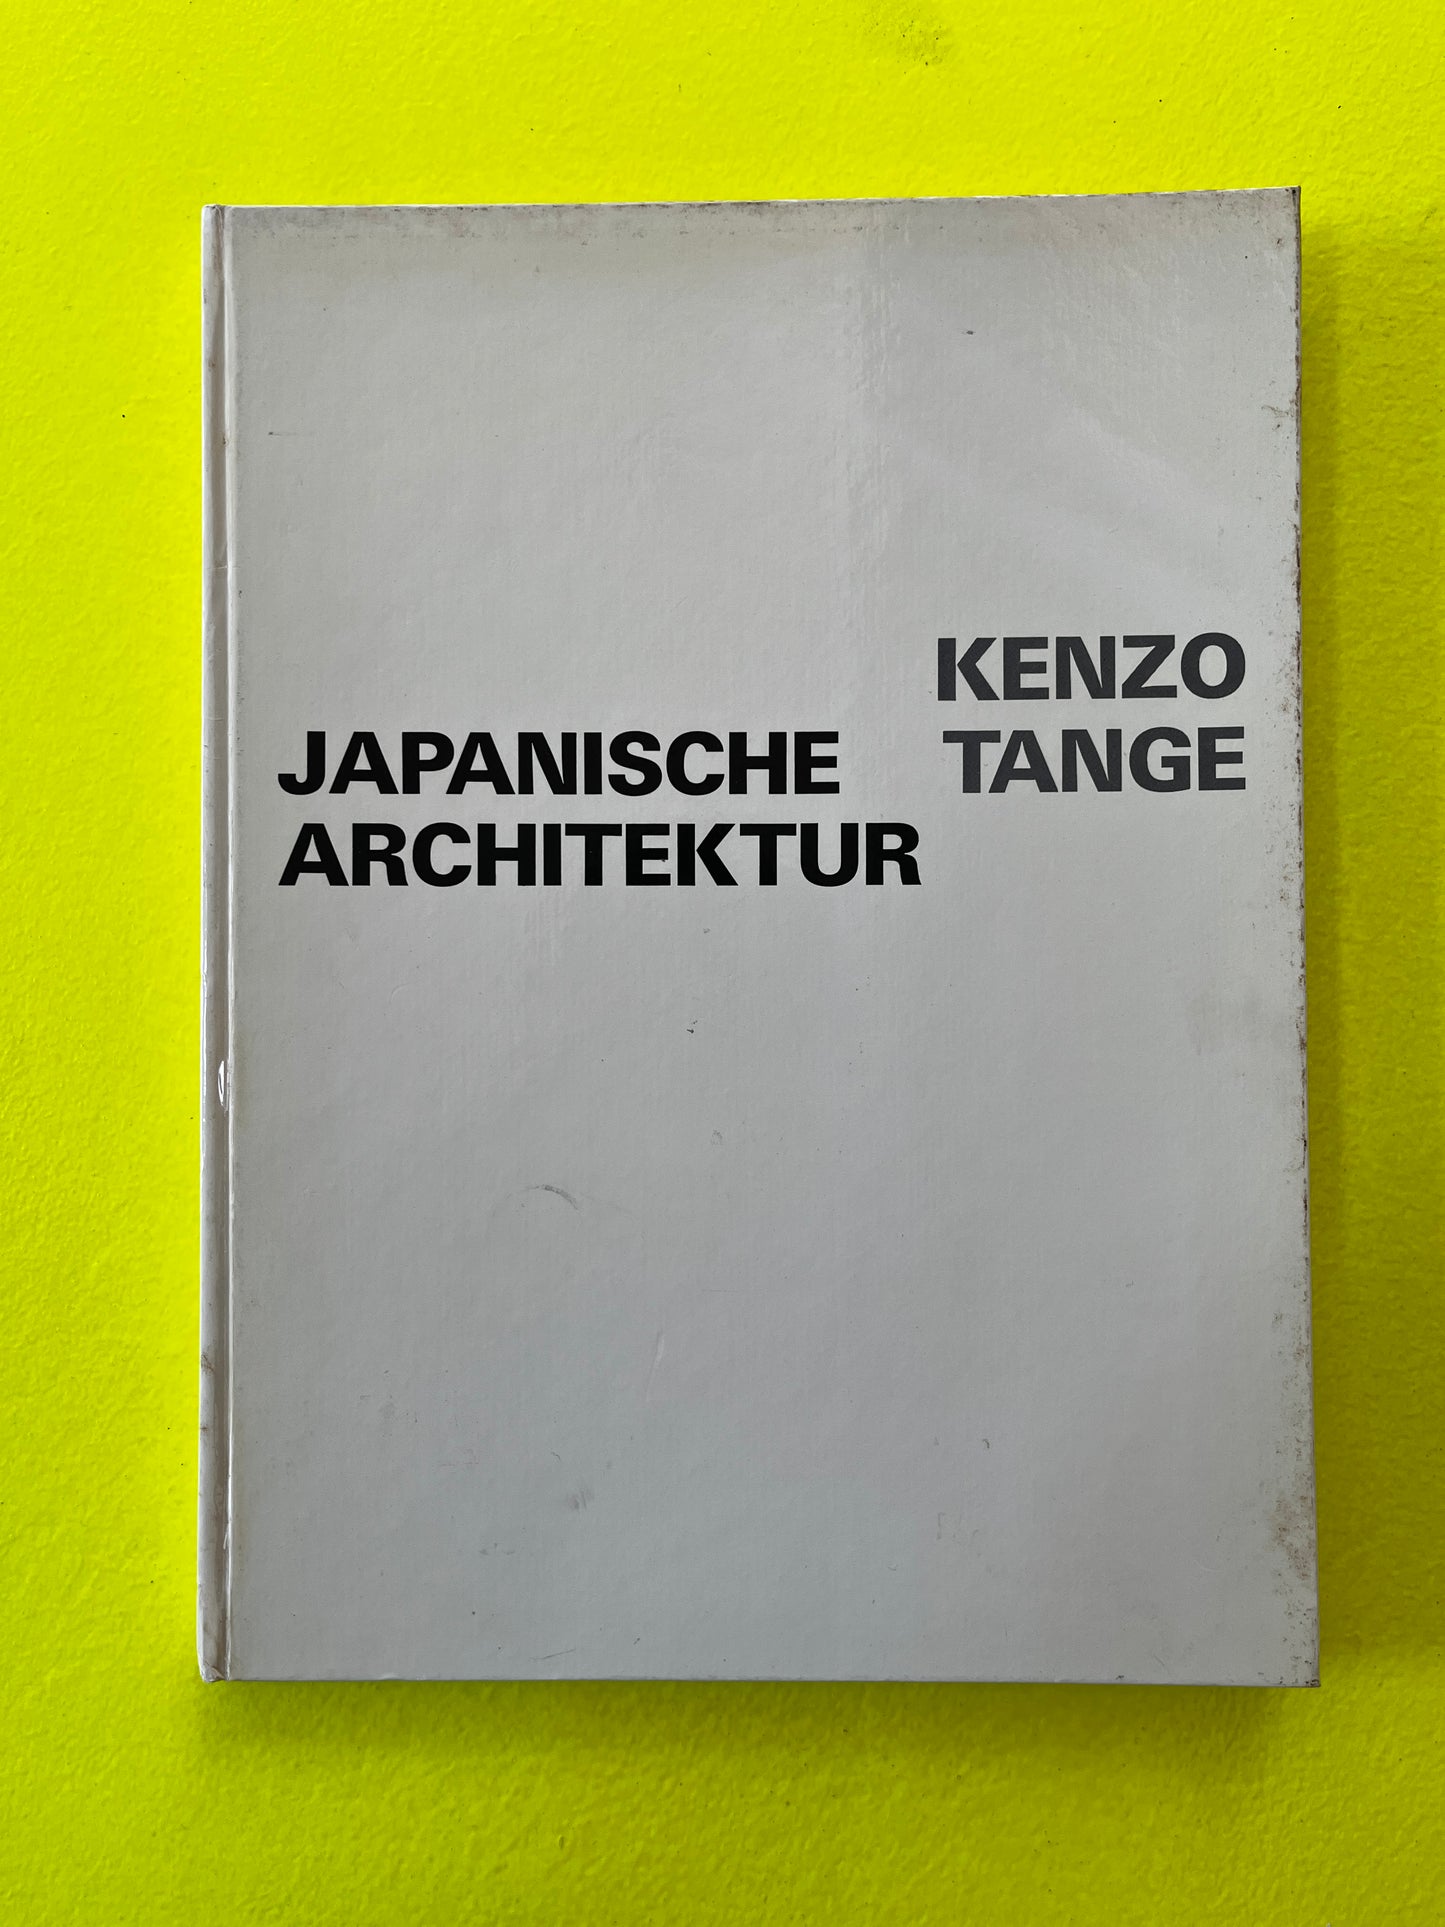 KENZO
TANGE
JAPANISCHE
ARCHITEKTUR